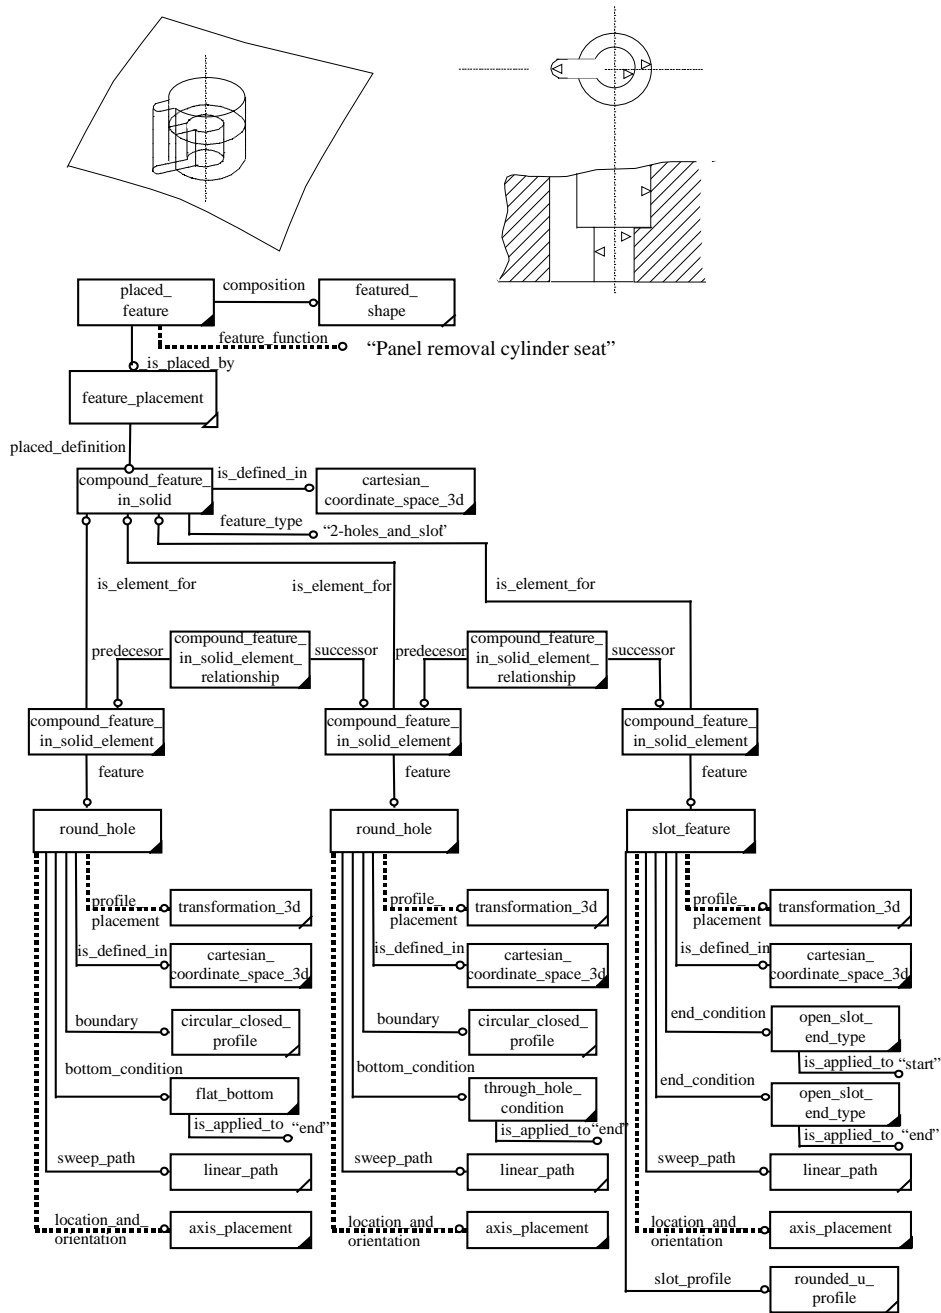 placed_
feature
composition
featured_
shape
feature_function
“Panel removal cylinder seat”
_is_placed_by
feature_placement
placed_definition
compound_feature_
in_solid
is_defined_in
cartesian_
coordinate_space_3d
feature_type
“2-holes_and_slot”
is_element_for
is_element_for
is_element_for
predecesor
compound_feature_
in_solid_element_
relationship
successor
predecesor
compound_feature_
in_solid_element_
relationship
successor
compound_feature_
in_solid_element
compound_feature_
in_solid_element
compound_feature_
in_solid_element
feature
feature
feature
round_hole
round_hole
slot_feature
profile_
placement
transformation_3d
is_defined_in
cartesian_
coordinate_space_3d
boundary
circular_closed_
profile
bottom_condition
flat_bottom
is_applied_to “end”
sweep_path
linear_path
location_and_
orientation
axis_placement
profile_
placement
transformation_3d
is_defined_in
cartesian_
coordinate_space_3d
boundary
circular_closed_
profile
bottom_condition
through_hole_
condition
is_applied_to “end”
sweep_path
linear_path
location_and_
orientation
axis_placement
profile_
placement
transformation_3d
is_defined_in
cartesian_
coordinate_space_3d
end_condition
open_slot_
end_type
is_applied_to “start”
end_condition
open_slot_
end_type
is_applied_to “end”
sweep_path
linear_path
location_and_
orientation
axis_placement
slot_profile
rounded_u_
profile